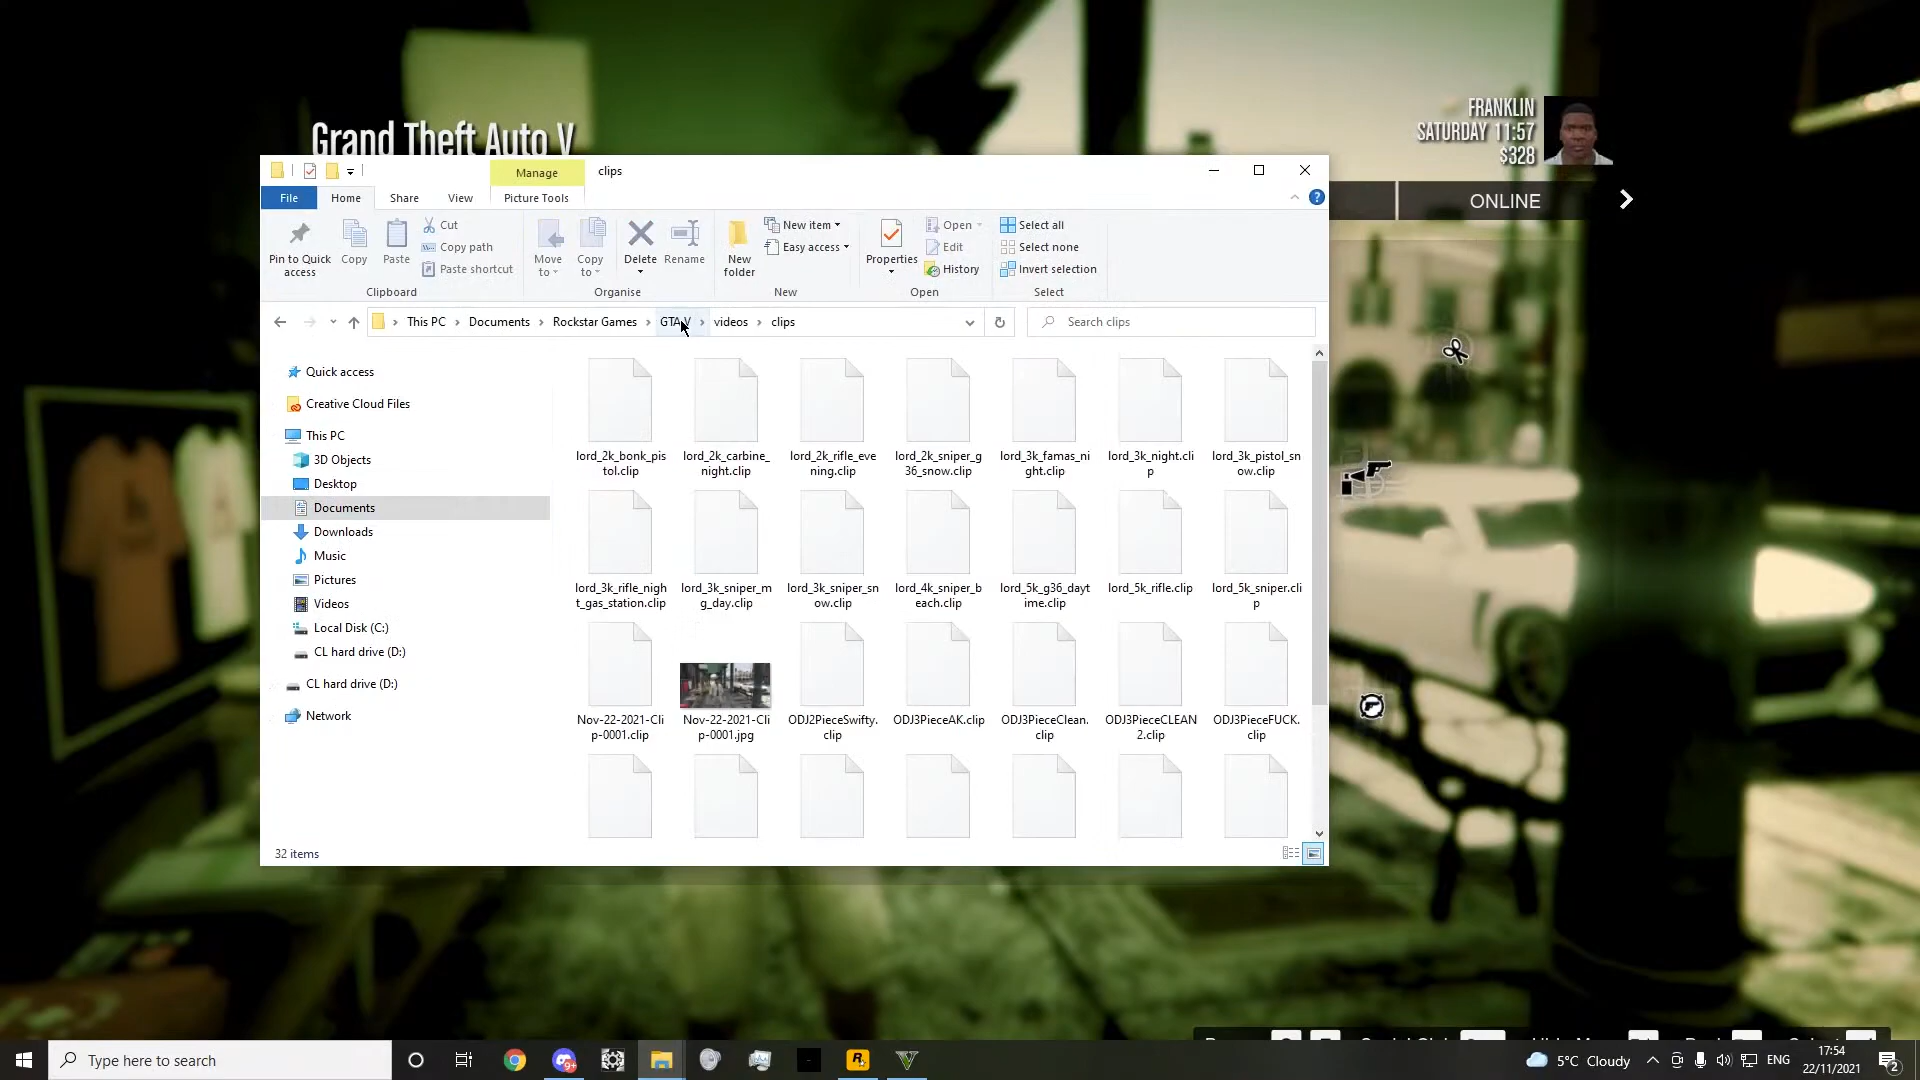 Grand Theft Auto V
FRANKLIN
SATURDAY 11:57
$328
ONLINE
Manage
clips
File
Home
Share
View
Picture Tools
Pin to Quick access
Copy
Paste
Cut
Copy path
Paste shortcut
Clipboard
Move to
Copy to
Delete
Rename
Organise
New folder
New item
Easy access
New
Properties
Open
Edit
History
Open
Select all
Select none
Invert selection
Select
This PC
Documents
Rockstar Games
GTA V
videos
clips
Search clips
Quick access
Creative Cloud Files
This PC
3D Objects
Desktop
Documents
Downloads
Music
Pictures
Videos
Local Disk (C:)
CL hard drive (D:)
CL hard drive (D:)
Network
lord_2k_bonk_pistol.clip
lord_2k_carbine_night.clip
lord_2k_rifle_evening.clip
lord_2k_sniper_g36_snow.clip
lord_3k_famas_night.clip
lord_3k_night.clip
lord_3k_pistol_snow.clip
lord_3k_rifle_night_gas_station.clip
lord_3k_sniper_mg_day.clip
lord_3k_sniper_snow.clip
lord_4k_sniper_beach.clip
lord_5k_g36_daytime.clip
lord_5k_rifle.clip
lord_5k_sniper.clip
Nov-22-2021-Clip-0001.clip
Nov-22-2021-Clip-0001.jpg
ODJ2PieceSwifty.clip
ODJ3PieceAK.clip
ODJ3PieceClean.clip
ODJ3PieceCLEAN2.clip
ODJ3PieceFUCK.clip
32 items
Type here to search
5°C Cloudy
ENG
17:54
22/11/2021
2